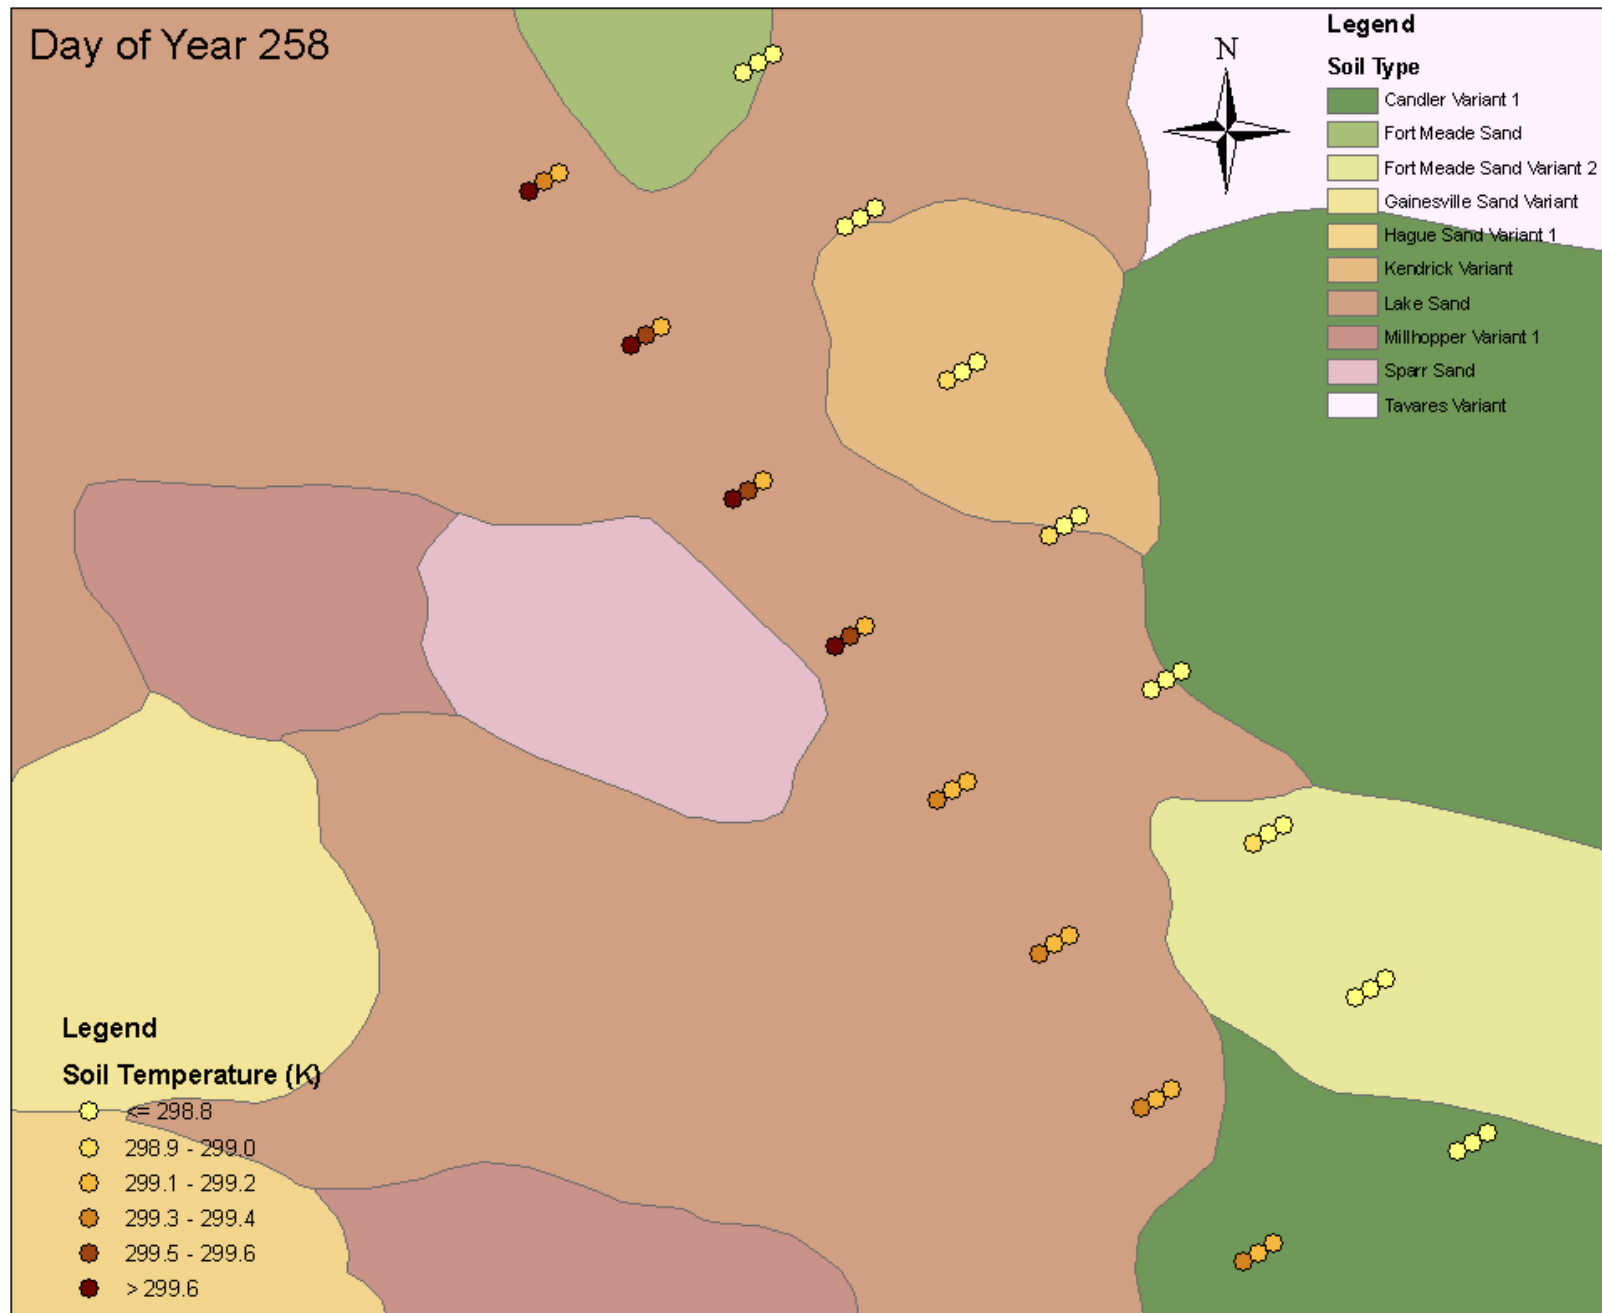 Day of Year 258
N
Legend
Soil Type
Candler Variant 1
Fort Meade Sand
Fort Meade Sand Variant 2
Gainesville Sand Variant
Hague Sand Variant 1
Kendrick Variant
Lake Sand
Millhopper Variant 1
Sparr Sand
Tavares Variant
Legend
Soil Temperature (K)
<= 298.8
298.9 - 299.0
299.1 - 299.2
299.3 - 299.4
299.5 - 299.6
> 299.6